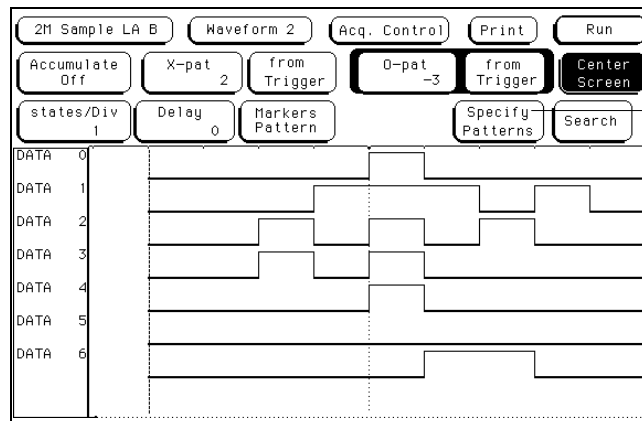 2M Sample LA B Waveform 2 Acq. Control Print Run
Accumulate Off X-pat 2 from Trigger O-pat -3 from Trigger Center Screen
states/Div 1 Delay 0 Markers Pattern Specify Patterns Search
DATA 0
DATA 1
DATA 2
DATA 3
DATA 4
DATA 5
DATA 6